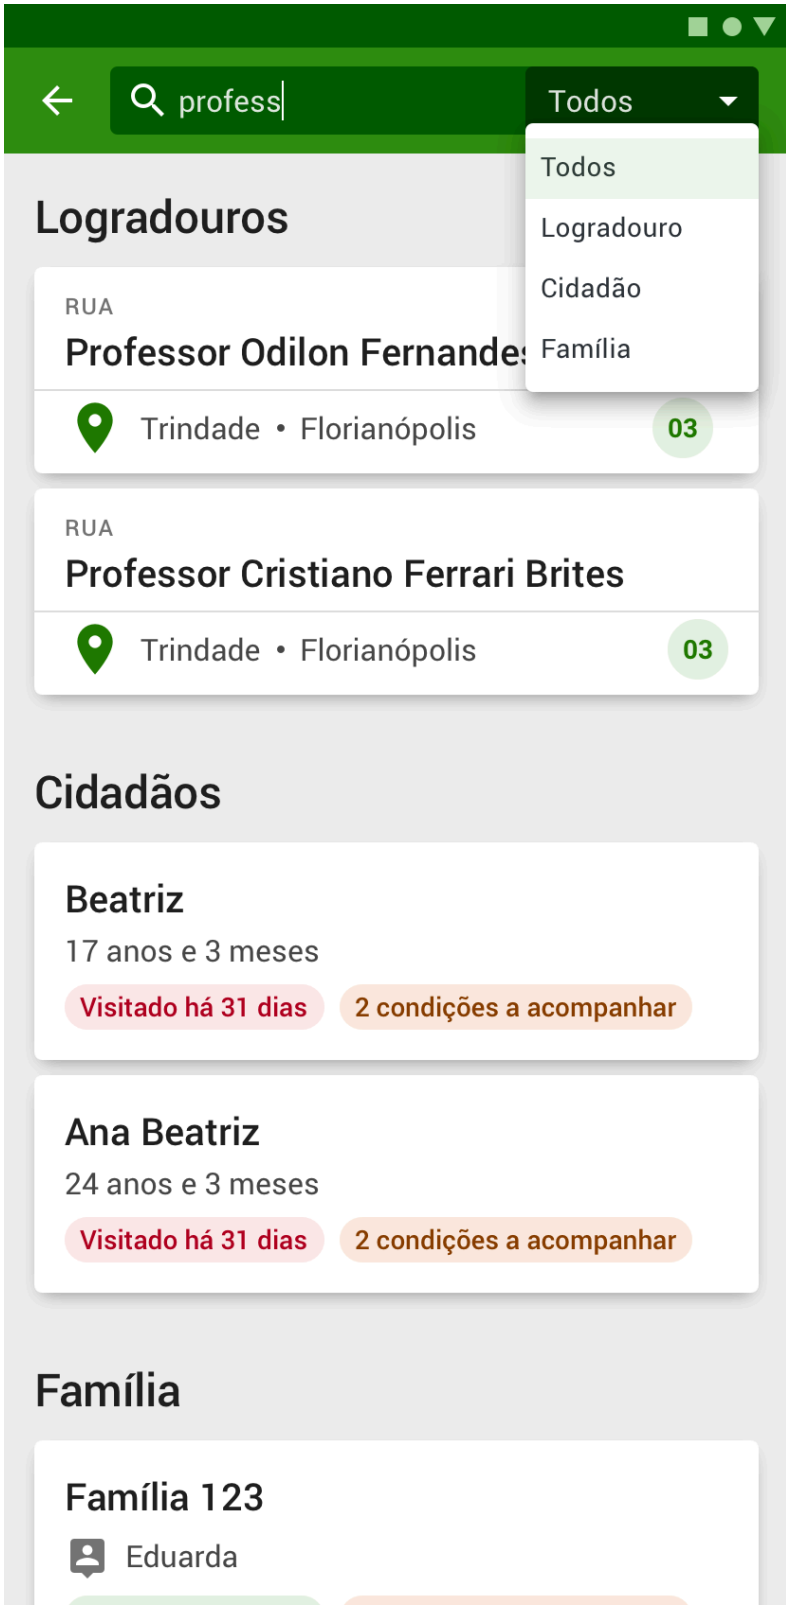 profess
Todos
Todos
Logradouro
Cidadão
Família
Logradouros
RUA
Professor Odilon Fernandes
Trindade • Florianópolis
03
RUA
Professor Cristiano Ferrari Brites
Trindade • Florianópolis
03
Cidadãos
Beatriz
17 anos e 3 meses
Visitado há 31 dias
2 condições a acompanhar
Ana Beatriz
24 anos e 3 meses
Visitado há 31 dias
2 condições a acompanhar
Família
Família 123
Eduarda